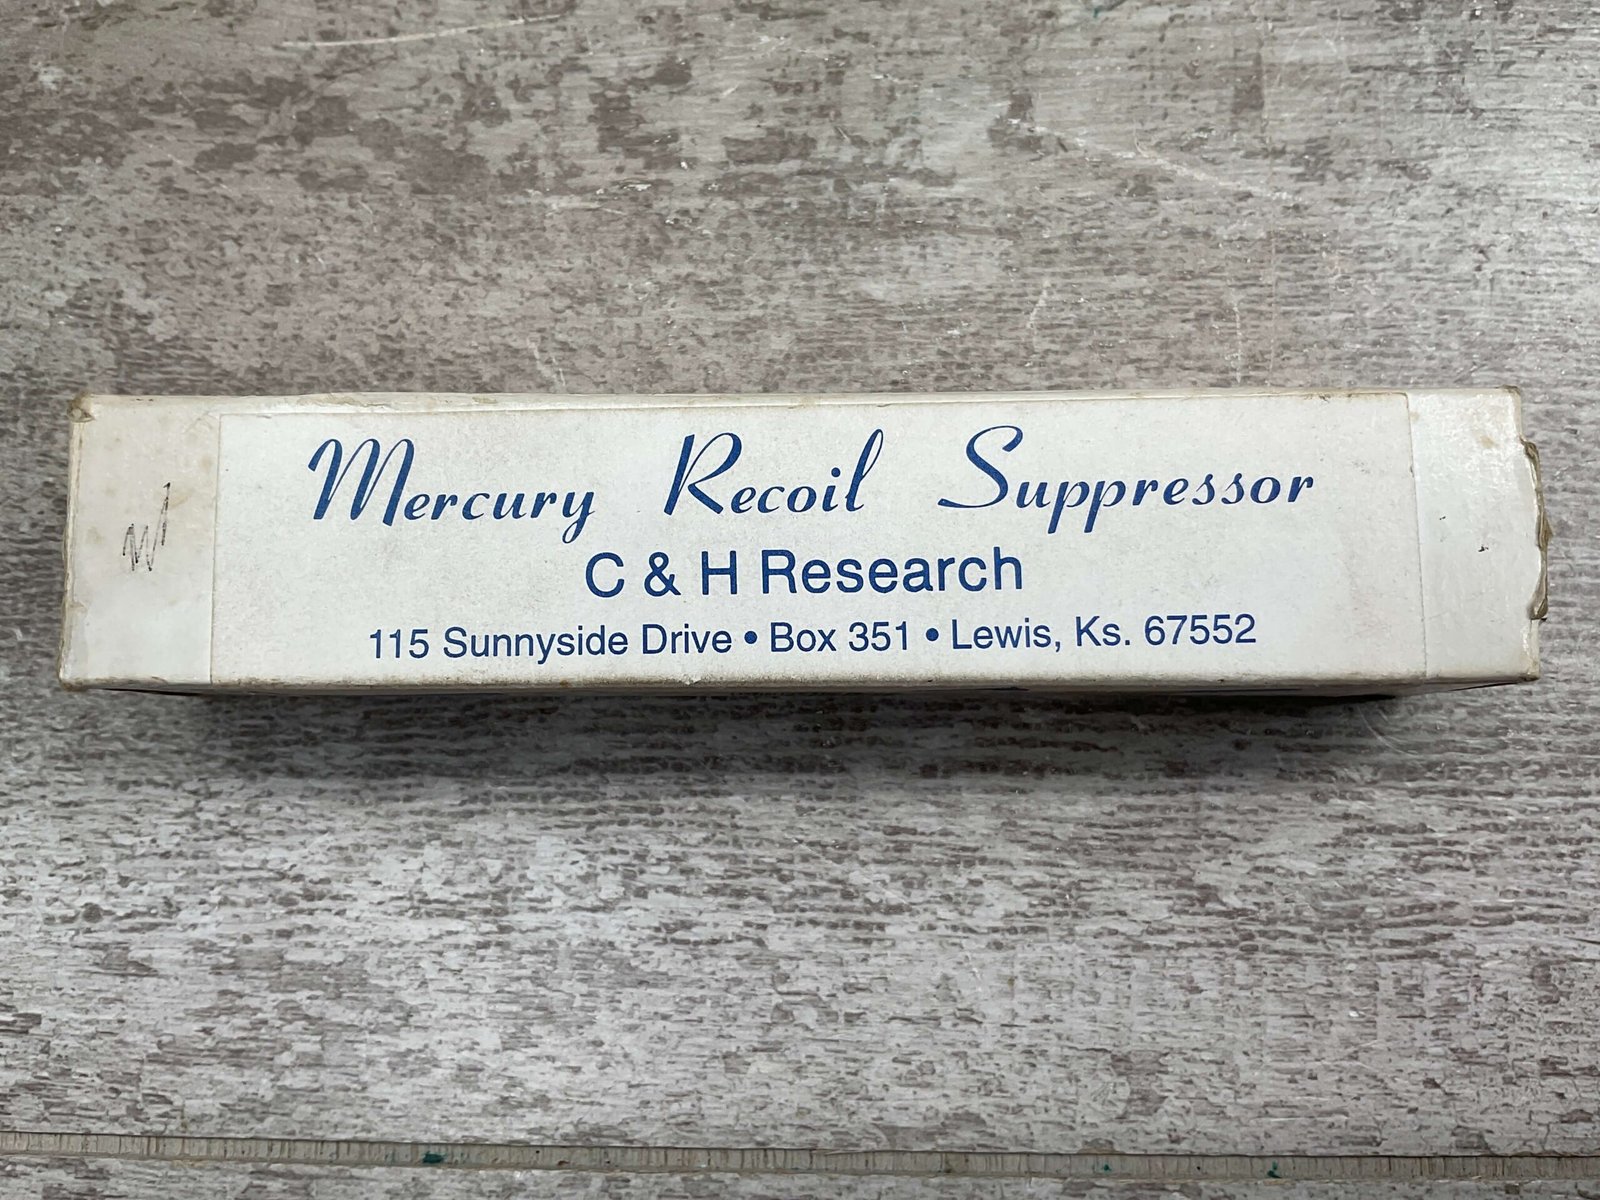 Mercury Recoil Suppressor
C & H Research
115 Sunnyside Drive • Box 351 • Lewis, Ks. 67552